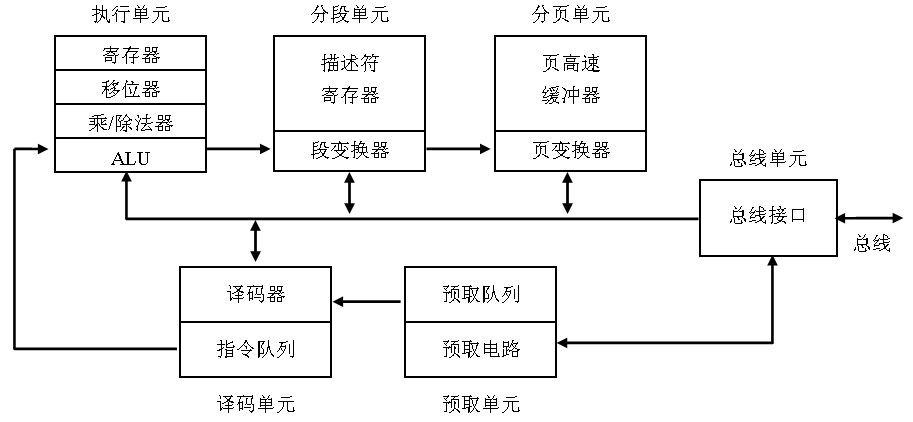 执行单元
分段单元
分页单元
寄存器
移位器
乘/除法器
ALU
描述符
寄存器
段变换器
页高速
缓冲器
页变换器
总线单元
总线接口
总线
译码器
指令队列
译码单元
预取队列
预取电路
预取单元